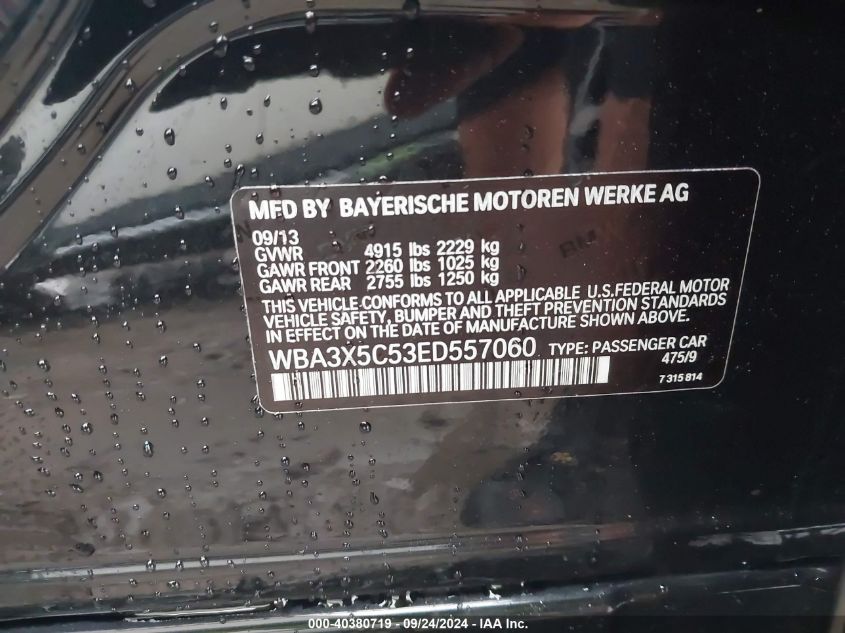 MFD BY BAYERISCHE MOTOREN WERKE AG
09/13
GVWR 4915 lbs 2229 kg
GAWR FRONT 2260 lbs 1025 kg
GAWR REAR 2755 lbs 1250 kg
THIS VEHICLE CONFORMS TO ALL APPLICABLE U.S.FEDERAL MOTOR
VEHICLE SAFETY, BUMPER AND THEFT PREVENTION STANDARDS
IN EFFECT ON THE DATE OF MANUFACTURE SHOWN ABOVE.
WBA3X5C53ED557060 TYPE: PASSENGER CAR
475/9
7 315 814
000 - 40380719 - 09/24/2024 - IAA Inc.